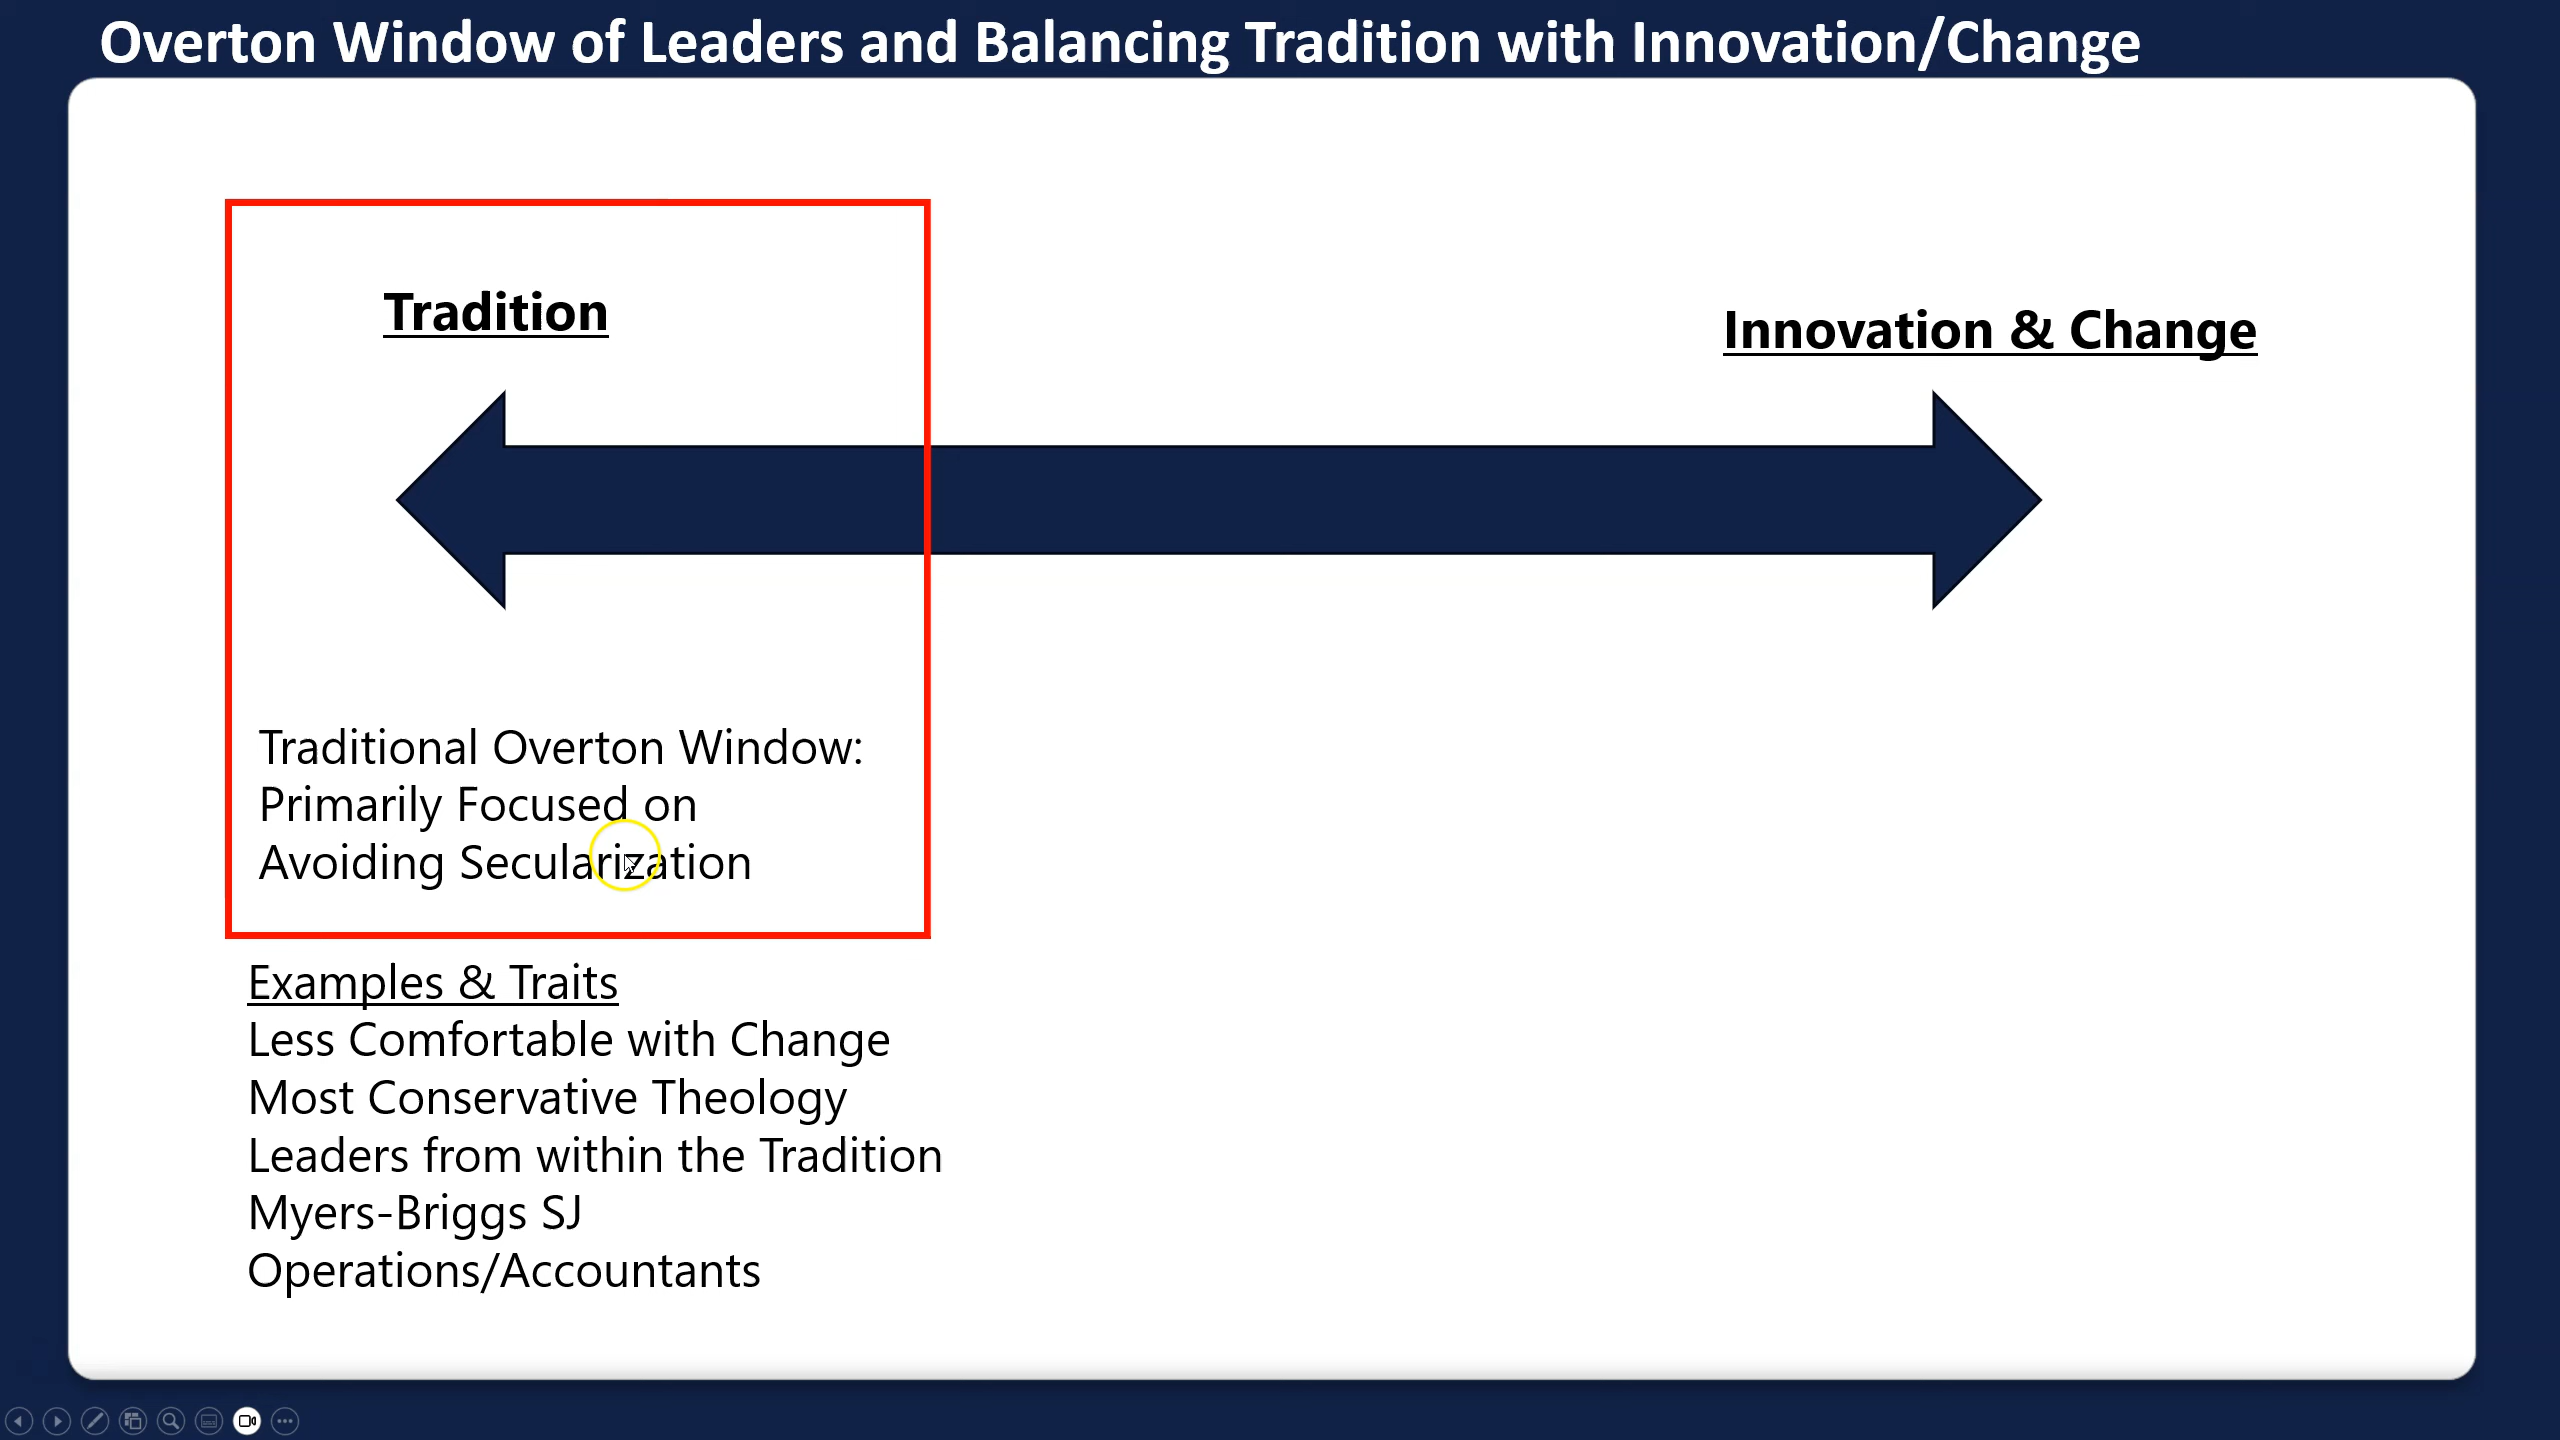 Overton Window of Leaders and Balancing Tradition with Innovation/Change
Tradition
Innovation & Change
Traditional Overton Window:
Primarily Focused on
Avoiding Secularization
Examples & Traits
Less Comfortable with Change
Most Conservative Theology
Leaders from within the Tradition
Myers-Briggs SJ
Operations/Accountants